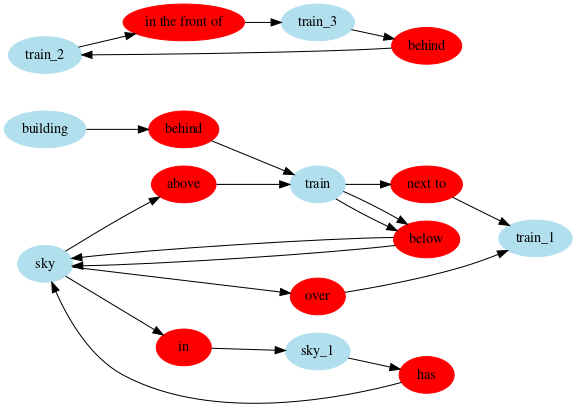 in the front of
train_3
train_2
behind
building
behind
above
train
next to
below
train_1
sky
over
in
sky_1
has